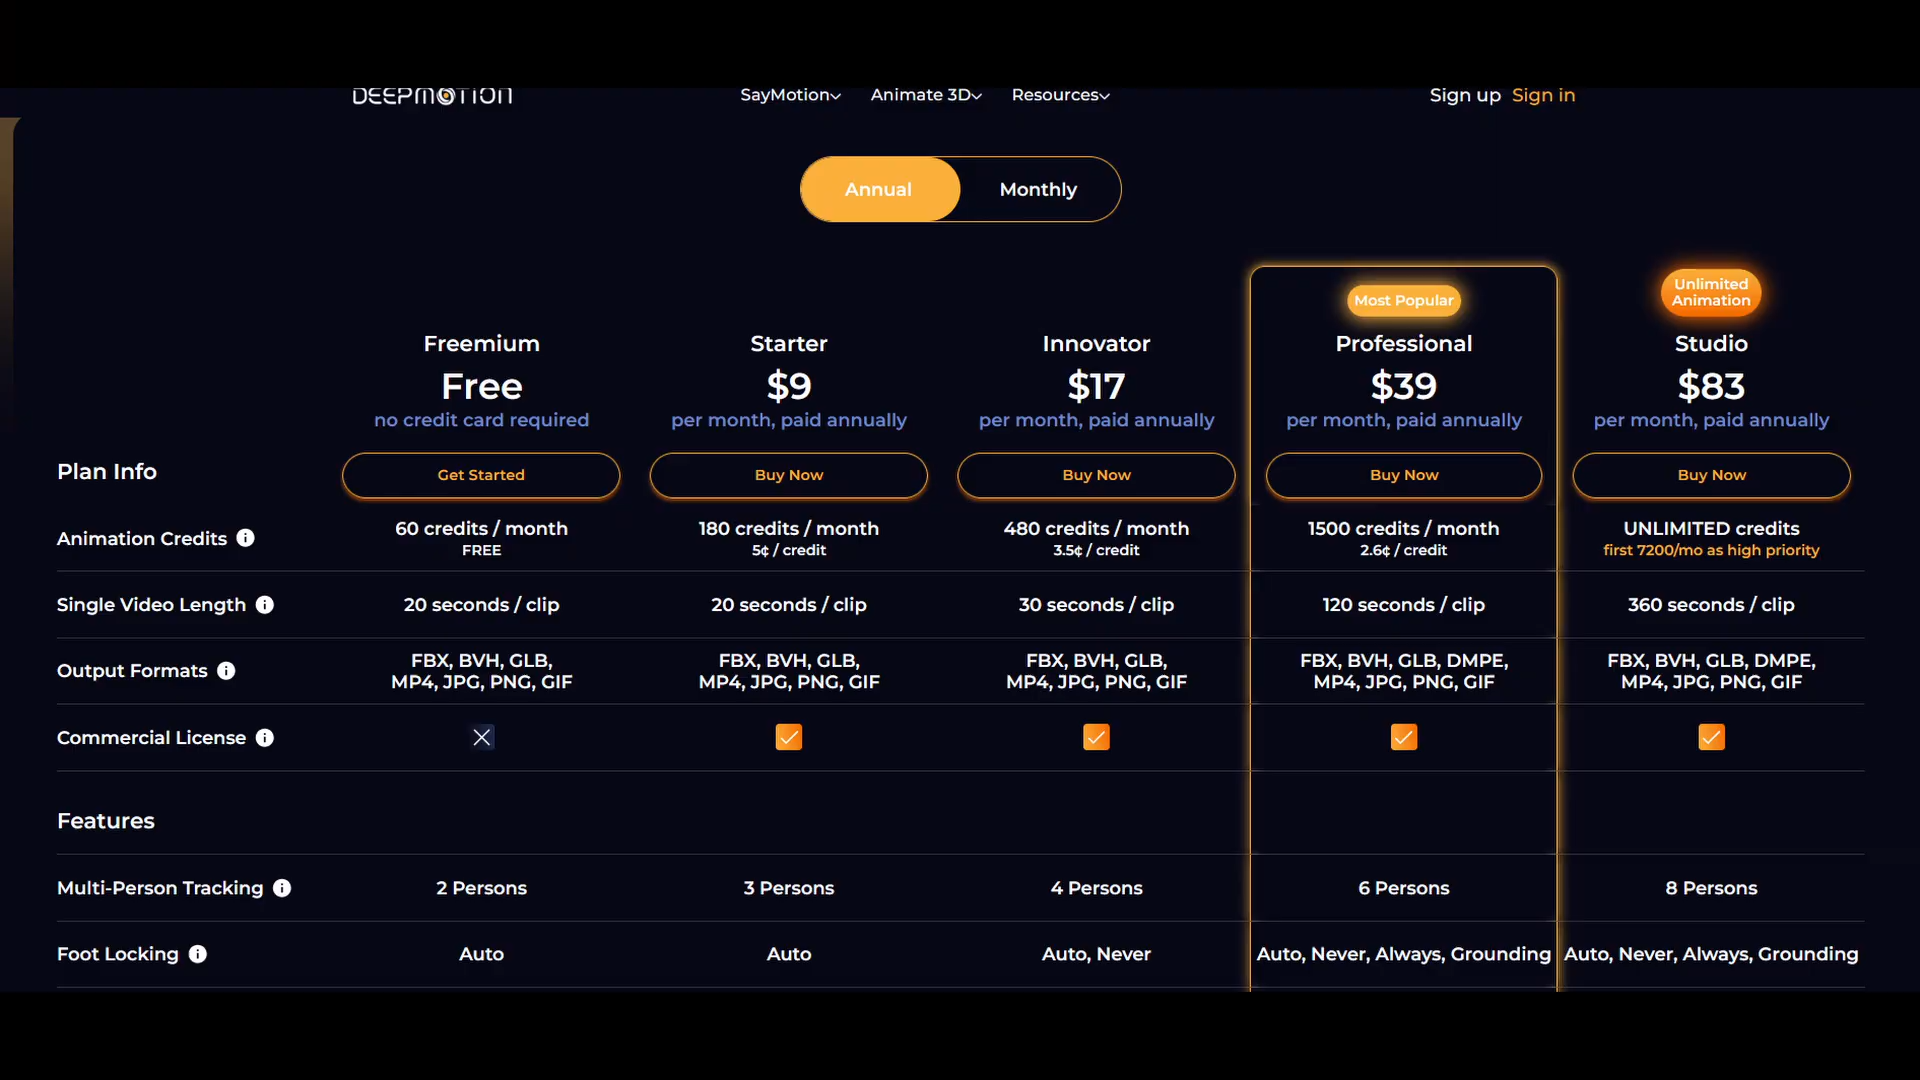 DEEPMOTION
SayMotion
Animate 3D
Resources
Sign up
Sign in
Annual
Monthly
Most Popular
Unlimited
Animation
Freemium
Starter
Innovator
Professional
Studio
Free
$9
$17
$39
$83
no credit card required
per month, paid annually
per month, paid annually
per month, paid annually
per month, paid annually
Plan Info
Get Started
Buy Now
Buy Now
Buy Now
Buy Now
Animation Credits
60 credits / month
FREE
180 credits / month
5¢ / credit
480 credits / month
3.5¢ / credit
1500 credits / month
2.6¢ / credit
UNLIMITED credits
first 7200/mo as high priority
Single Video Length
20 seconds / clip
20 seconds / clip
30 seconds / clip
120 seconds / clip
360 seconds / clip
Output Formats
FBX, BVH, GLB,
MP4, JPG, PNG, GIF
FBX, BVH, GLB,
MP4, JPG, PNG, GIF
FBX, BVH, GLB,
MP4, JPG, PNG, GIF
FBX, BVH, GLB, DMPE,
MP4, JPG, PNG, GIF
FBX, BVH, GLB, DMPE,
MP4, JPG, PNG, GIF
Commercial License
Features
Multi-Person Tracking
2 Persons
3 Persons
4 Persons
6 Persons
8 Persons
Foot Locking
Auto
Auto
Auto, Never
Auto, Never, Always, Grounding
Auto, Never, Always, Grounding